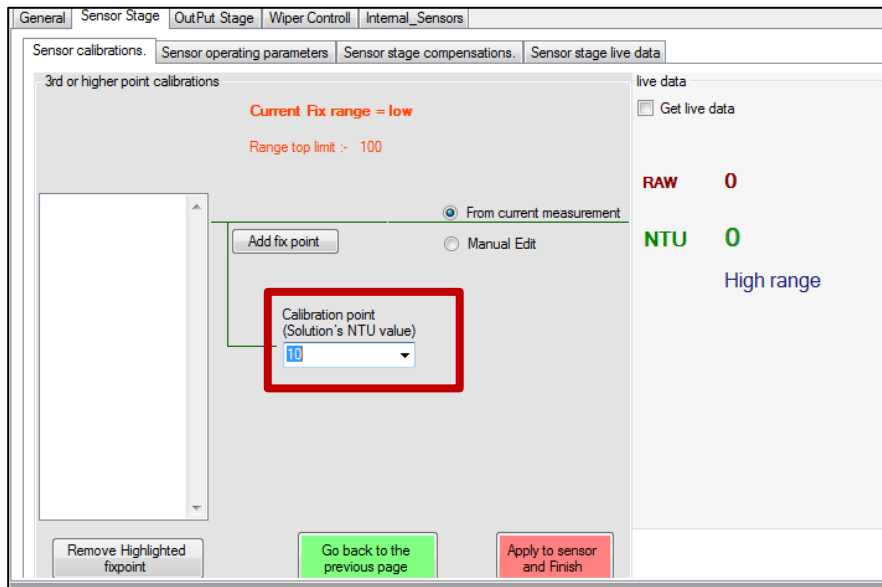 General Sensor Stage OutPut Stage Wiper Controll Internal_Sensors
Sensor calibrations. Sensor operating parameters Sensor stage compensations. Sensor stage live data
3rd or higher point calibrations
Current Fix range = low
Range top limit :- 100
From current measurement
Add fix point
Manual Edit
Calibration point
(Solution's NTU value)
10
Remove Highlighted
fixpoint
Go back to the
previous page
Apply to sensor
and Finish
live data
Get live data
RAW 0
NTU 0
High range